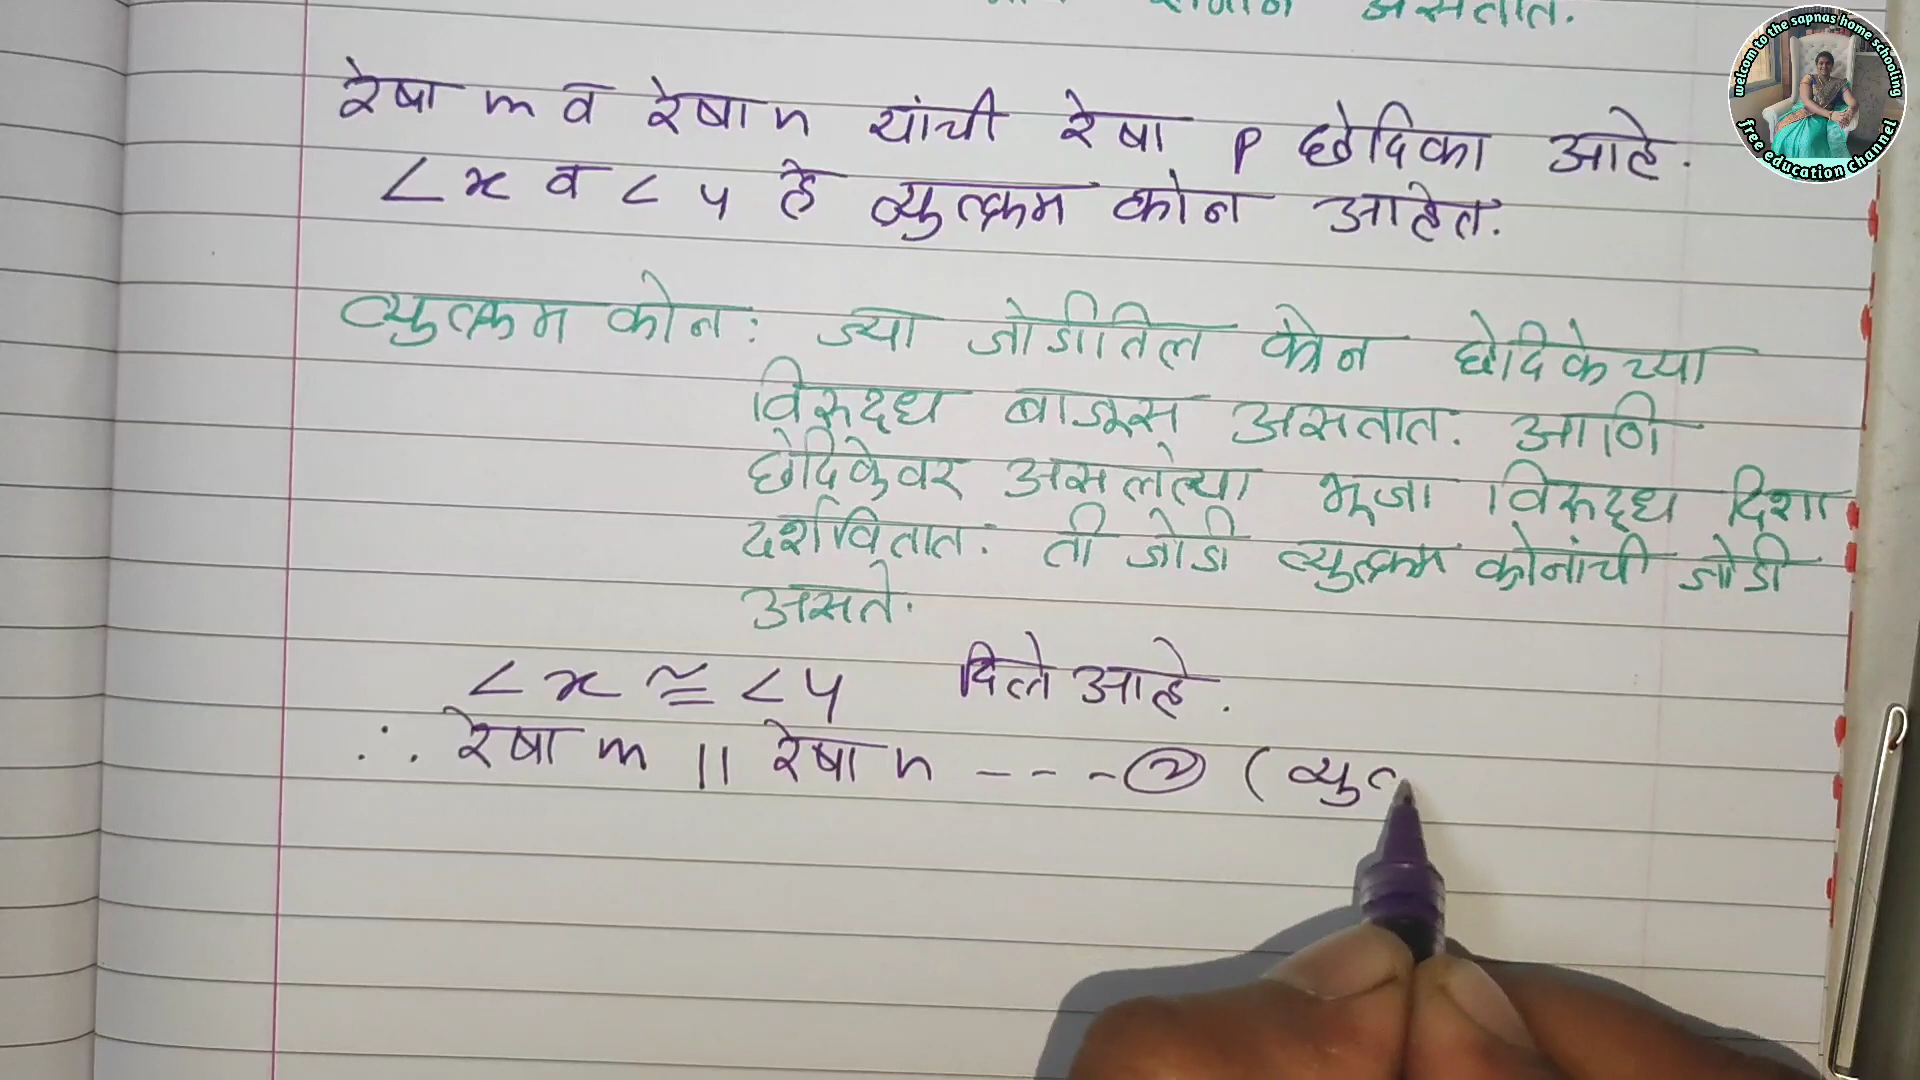 असतात.
रेषा m व रेषा n यांची रेषा p छेदिका आहे.
∠x व ∠y हे व्युत्क्रम कोन आहेत.
व्युत्क्रम कोन: ज्या जोडीतिल कोन छेदिकेच्या
विरुद्ध बाजूस असतात. आणि
छेदिकेवर असलेल्या भूजा विरुद्ध दिशा
दर्शवितात. ती जोडी व्युत्क्रम कोनांची जोडी
असते.
∠x ≅ ∠y दिले आहे.
∴ रेषा m || रेषा n ---② (व्युत
welcom to the sapnas home schooling
free education channel